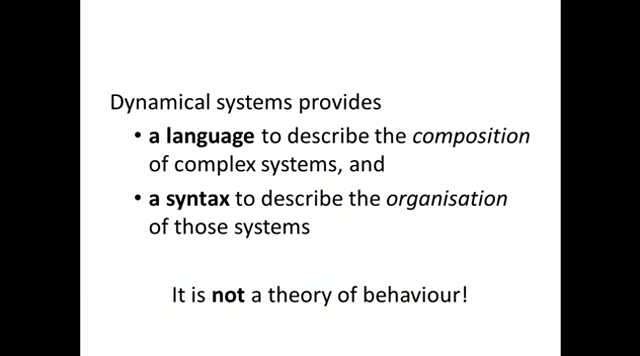 Dynamical systems provides
• a language to describe the composition
of complex systems, and
• a syntax to describe the organisation
of those systems
It is not a theory of behaviour!